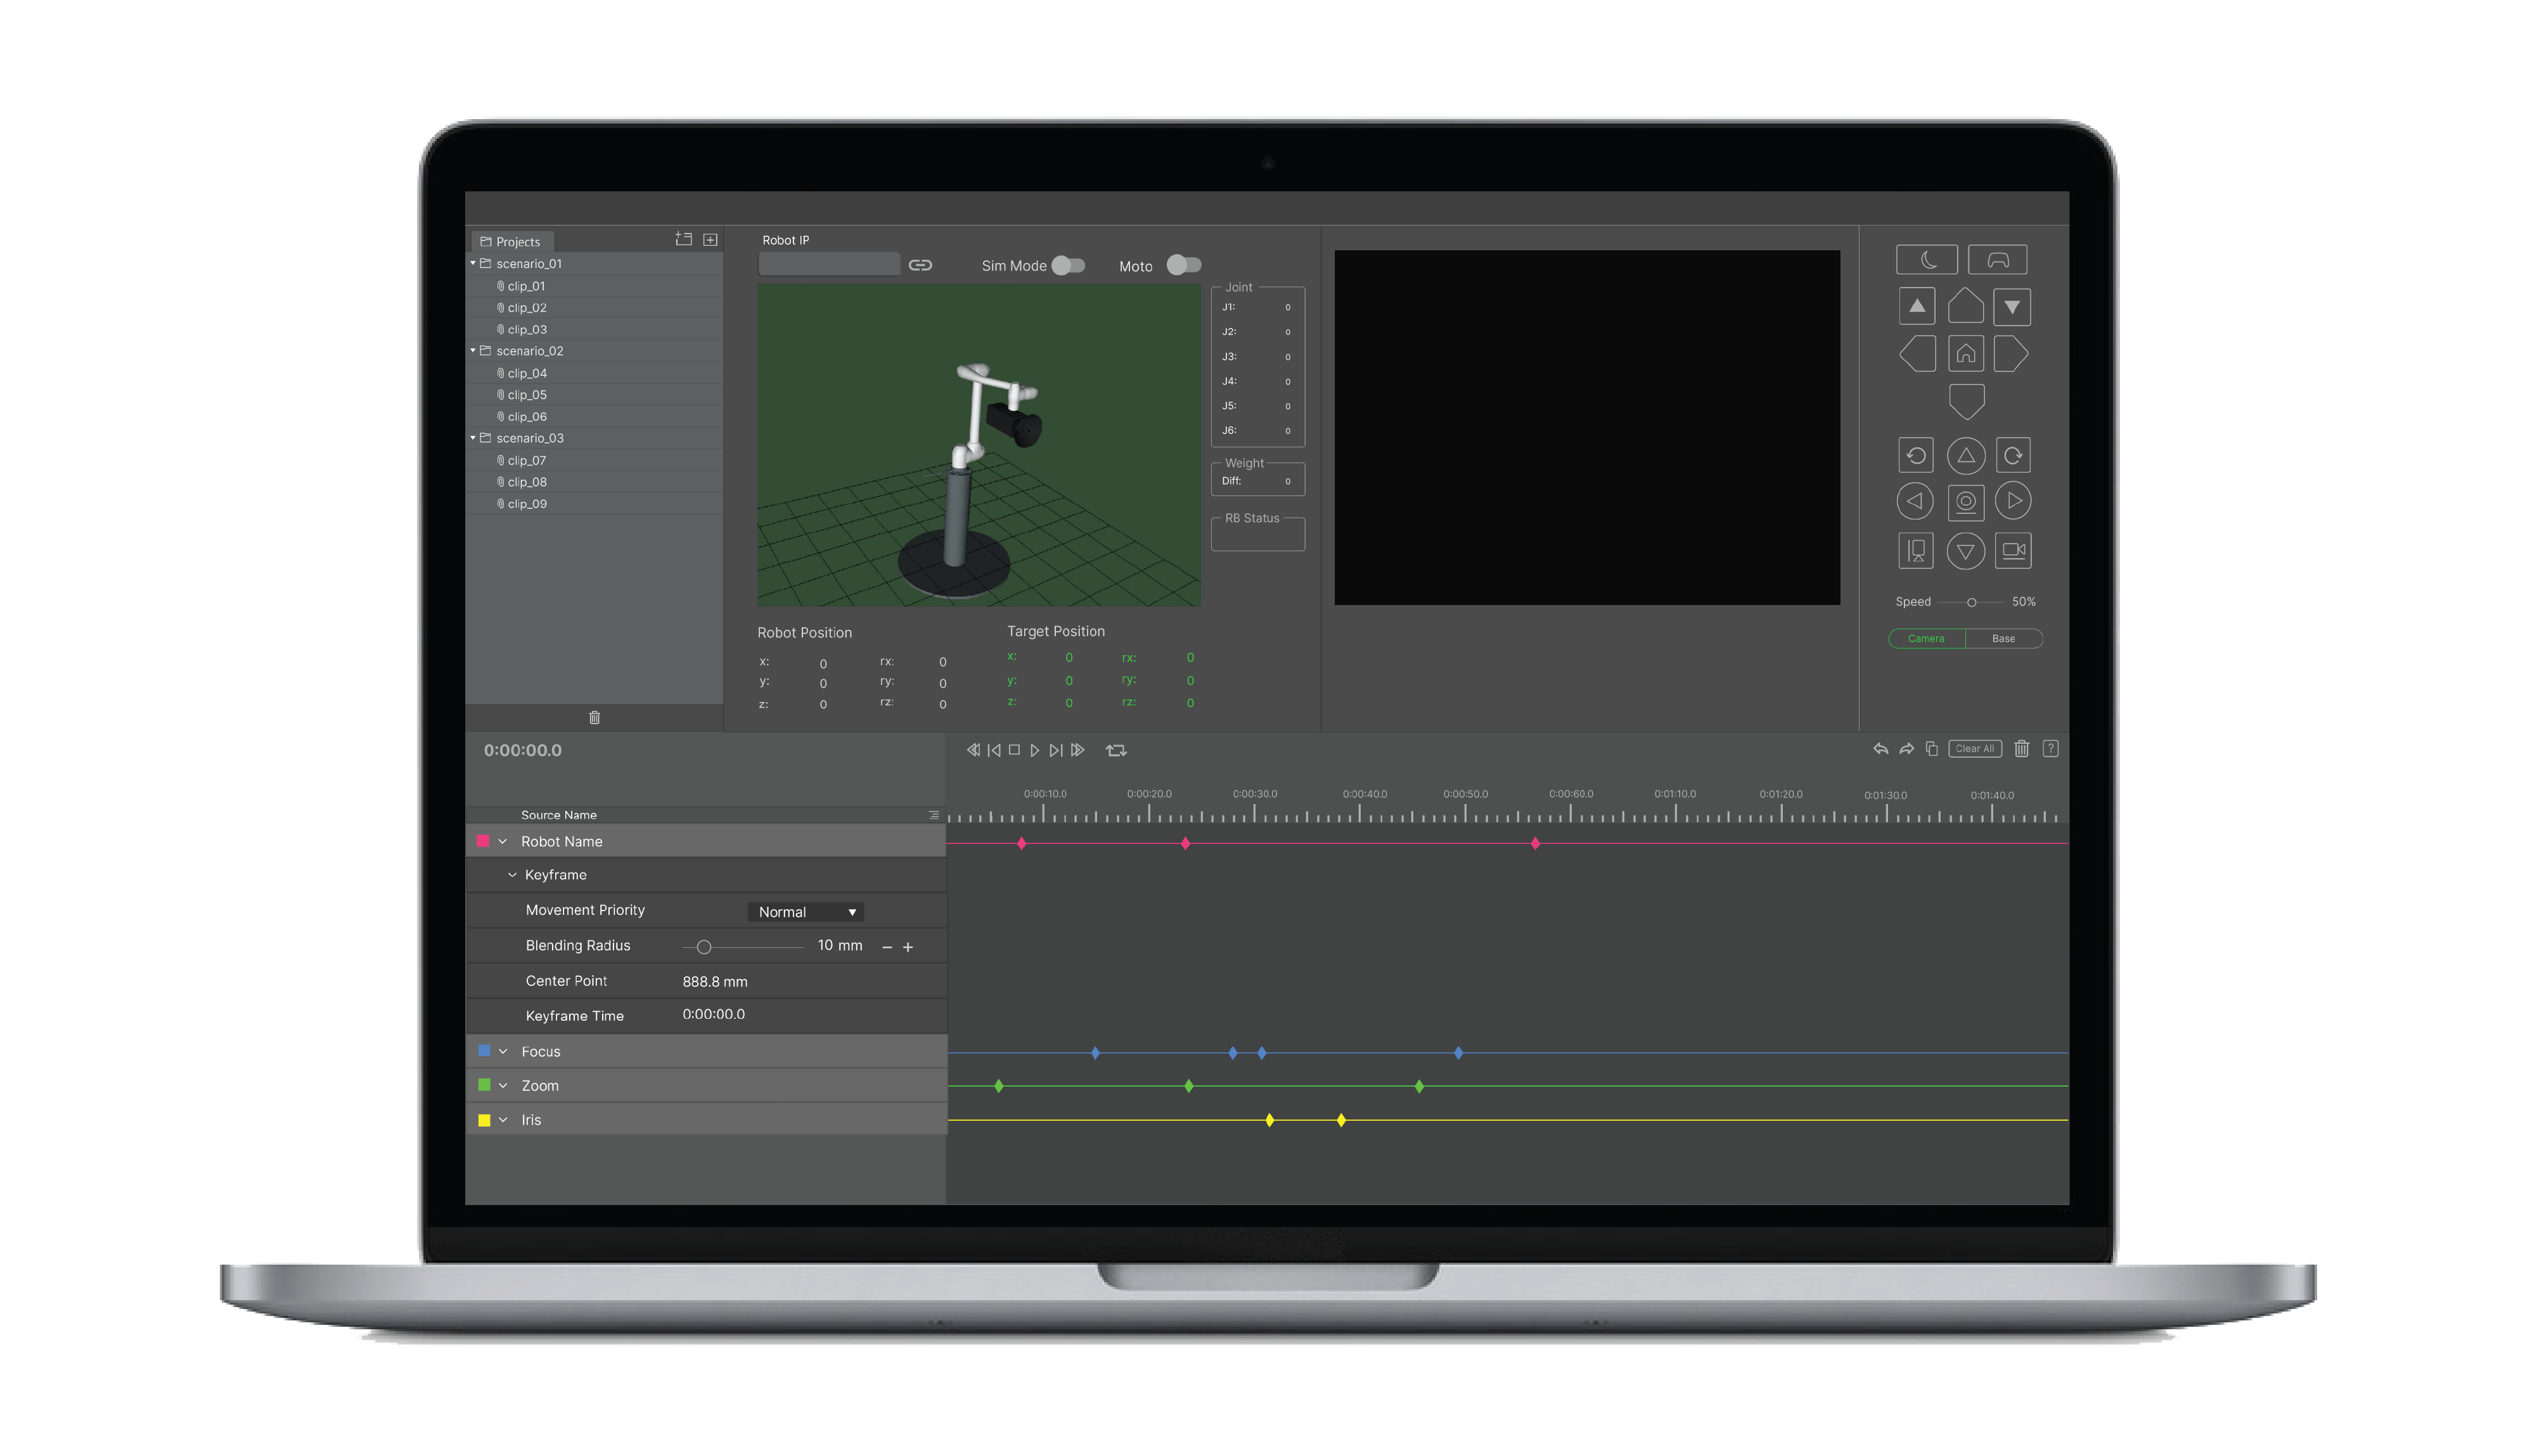 Projects
scenario_01
clip_01
clip_02
clip_03
scenario_02
clip_04
clip_05
clip_06
scenario_03
clip_07
clip_08
clip_09
Robot IP
Sim Mode
Moto
Joint
J1: 0
J2: 0
J3: 0
J4: 0
J5: 0
J6: 0
Weight
Diff: 0
RB Status
Robot Position
x: 0 rx: 0
y: 0 ry: 0
z: 0 rz: 0
Target Position
x: 0 rx: 0
y: 0 ry: 0
z: 0 rz: 0
Speed 50%
Camera Base
0:00:00.0
Clear All ?
0:00:10.0 0:00:20.0 0:00:30.0 0:00:40.0 0:00:50.0 0:00:60.0 0:01:10.0 0:01:20.0 0:01:30.0 0:01:40.0
Source Name
Robot Name
Keyframe
Movement Priority Normal
Blending Radius 10 mm − +
Center Point 888.8 mm
Keyframe Time 0:00:00.0
Focus
Zoom
Iris